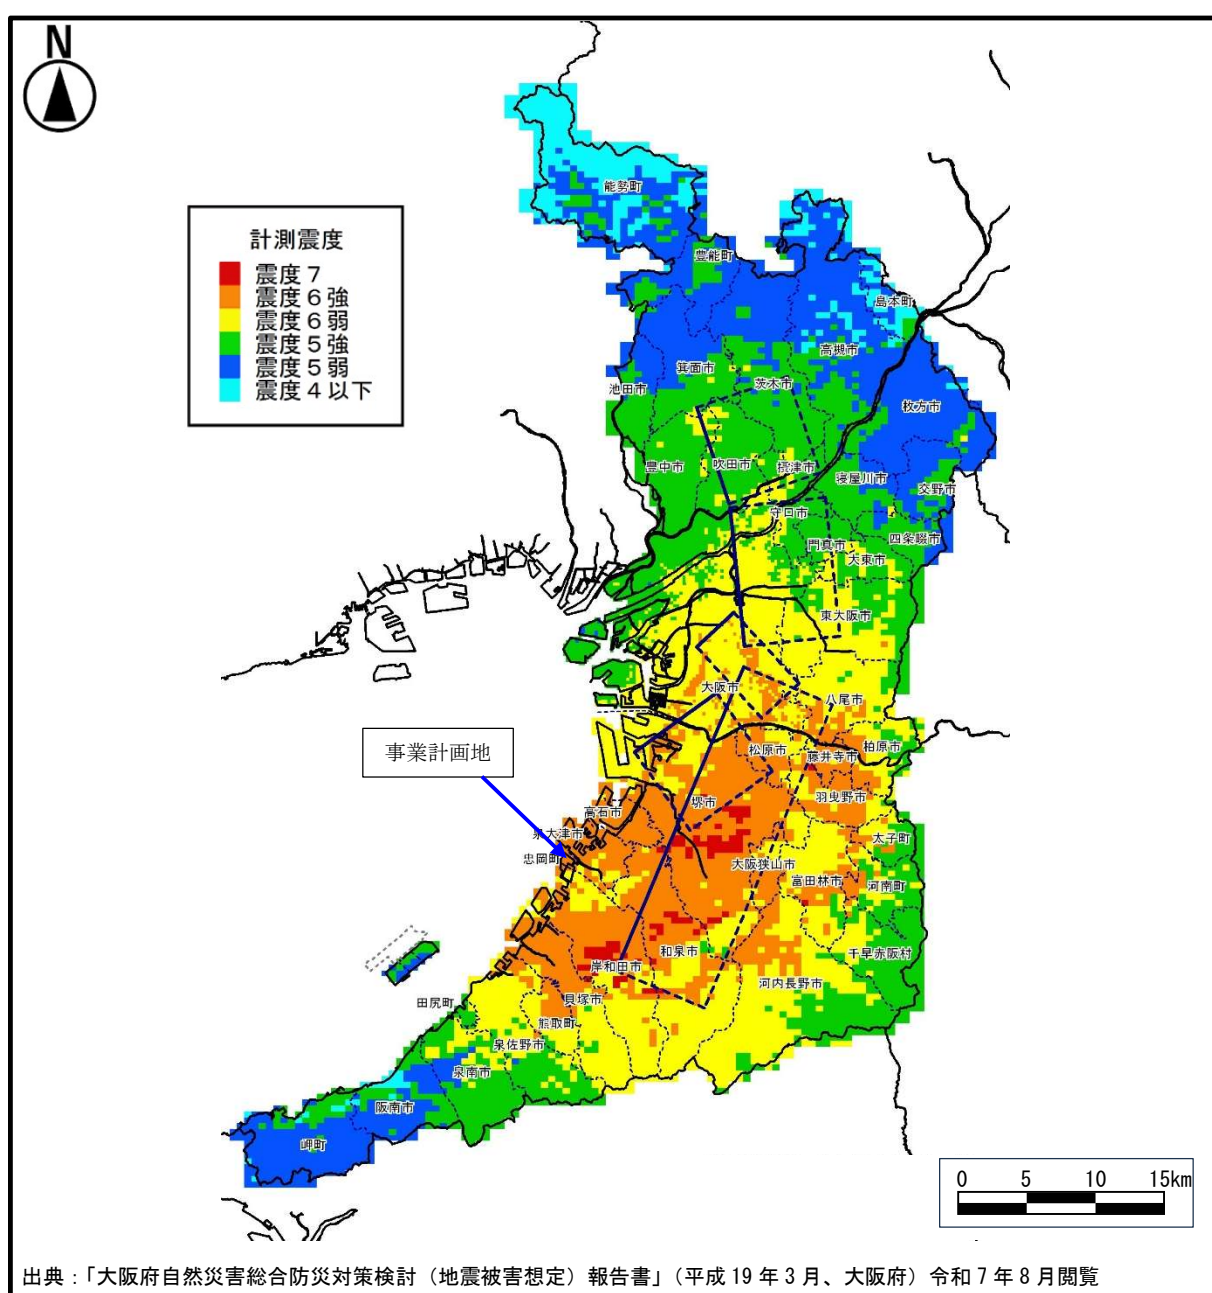 N
計測震度
震度7
震度6強
震度6弱
震度5強
震度5弱
震度4以下
能勢町
豊能町
島本町
高槻市
箕面市
茨木市
池田市
枚方市
豊中市
吹田市
摂津市
寝屋川市
交野市
守口市
四条畷市
門真市
大東市
東大阪市
大阪市
八尾市
事業計画地
松原市
柏原市
藤井寺市
羽曳野市
堺市
高石市
泉大津市
太子町
忠岡町
大阪狭山市
富田林市
河南町
和泉市
千早赤阪村
岸和田市
河内長野市
貝塚市
田尻町
熊取町
泉佐野市
泉南市
阪南市
岬町
0 5 10 15km
出典:「大阪府自然災害総合防災対策検討(地震被害想定)報告書」(平成19年3月、大阪府)令和7年8月閲覧